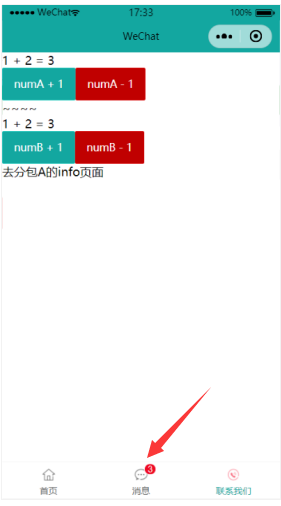 WeChat 17:33 100%
WeChat
1 + 2 = 3
numA + 1 numA - 1
~~~~
1 + 2 = 3
numB + 1 numB - 1
去分包A的info页面
3
首页 消息 联系我们